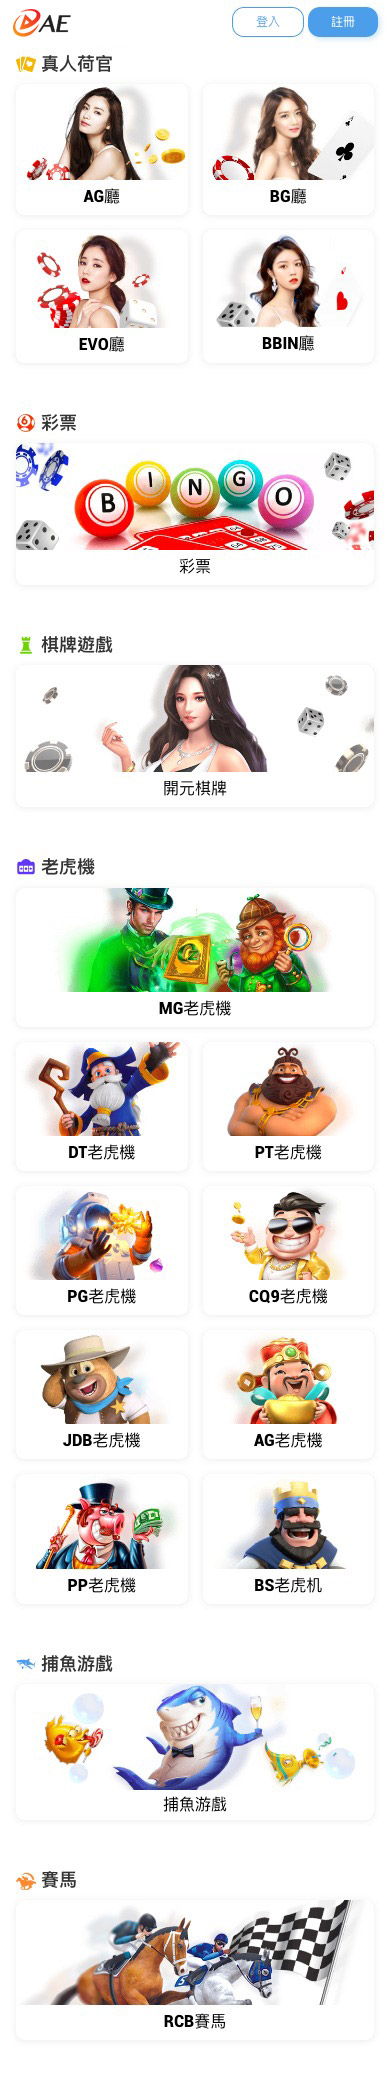 AE
登入
註冊
真人荷官
AG廳
BG廳
EVO廳
BBIN廳
彩票
B I N G O
彩票
棋牌遊戲
開元棋牌
老虎機
MG老虎機
DT老虎機
PT老虎機
PG老虎機
CQ9老虎機
JDB老虎機
AG老虎機
PP老虎機
BS老虎机
捕魚游戲
捕魚游戲
賽馬
RCB賽馬